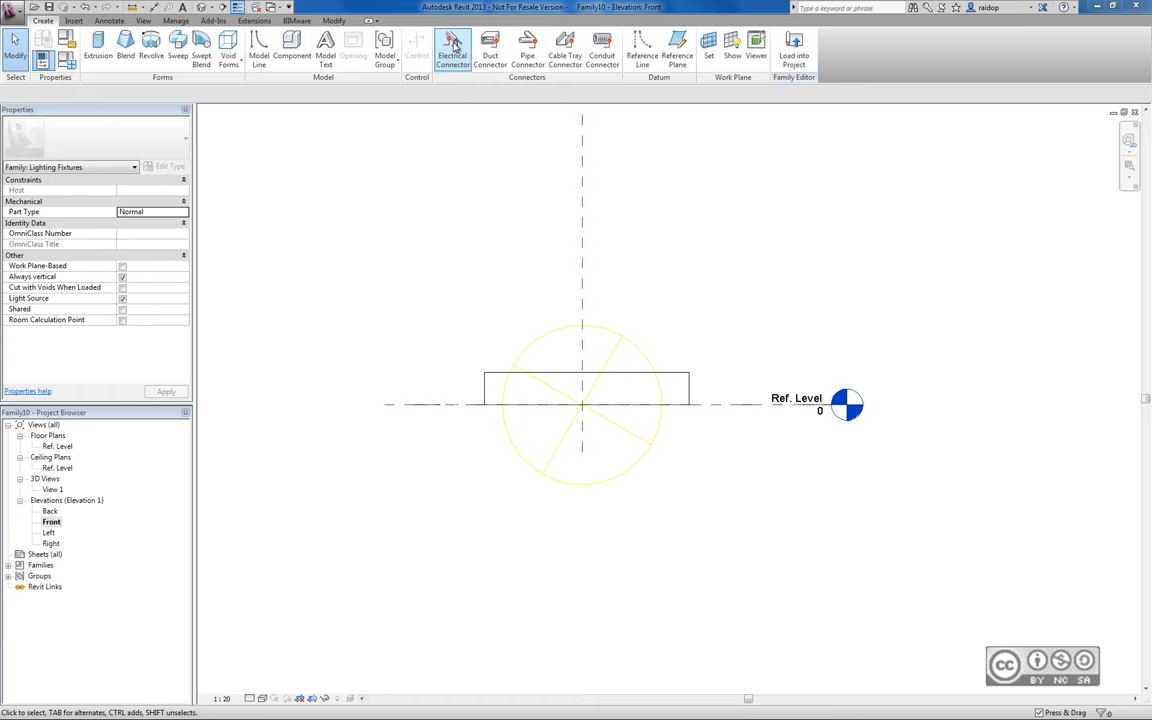 Autodesk Revit 2013 - Not For Resale Version - Family10 - Elevation: Front
Type a keyword or phrase
raidop
Create Insert Annotate View Manage Add-Ins Extensions BIMware Modify
Modify
Extrusion Blend Revolve Sweep Swept Blend Void Forms
Model Line Component Model Text Opening Model Group
Control
Electrical Connector Duct Connector Pipe Connector Cable Tray Connector Conduit Connector
Reference Line Reference Plane
Set Show Viewer
Load into Project
Select Properties Forms Model Control Connectors Datum Work Plane Family Editor
Properties
Family: Lighting Fixtures
Edit Type
Constraints
Host
Mechanical
Part Type Normal
Identity Data
OmniClass Number
OmniClass Title
Other
Work Plane-Based
Always vertical
Cut with Voids When Loaded
Light Source
Shared
Room Calculation Point
Properties help
Apply
Family10 - Project Browser
Views (all)
Floor Plans
Ref. Level
Ceiling Plans
Ref. Level
3D Views
View 1
Elevations (Elevation 1)
Back
Front
Left
Right
Sheets (all)
Families
Groups
Revit Links
Ref. Level
0
cc
BY NC SA
1 : 20
Click to select, TAB for alternates, CTRL adds, SHIFT unselects.
Press & Drag
:0